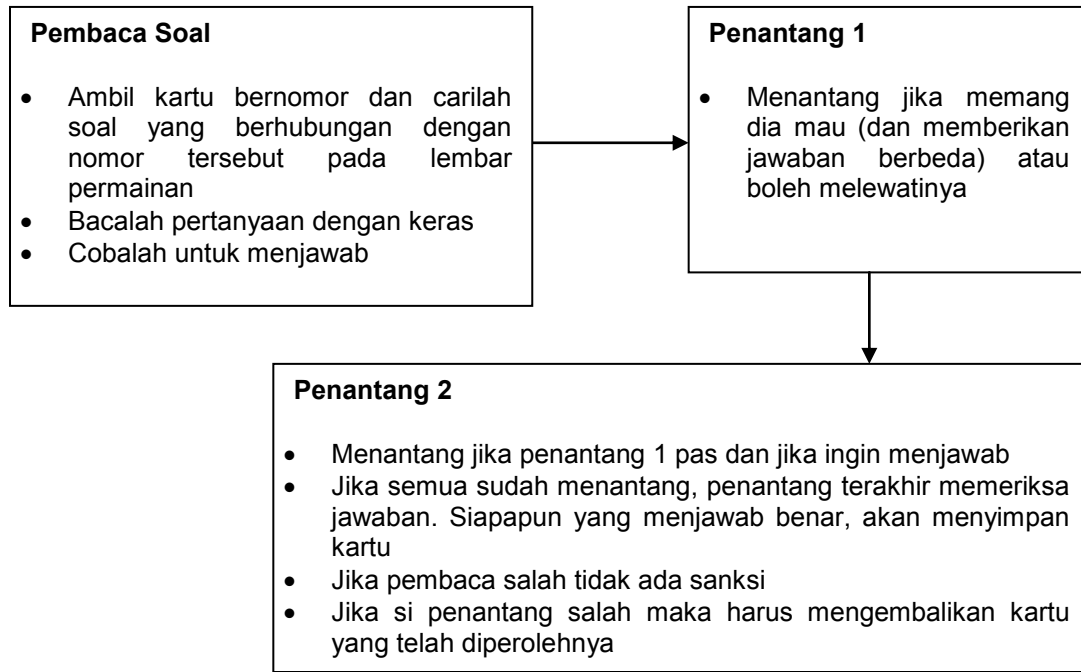 Pembaca Soal
• Ambil kartu bernomor dan carilah
soal yang berhubungan dengan
nomor tersebut pada lembar
permainan
• Bacalah pertanyaan dengan keras
• Cobalah untuk menjawab
Penantang 1
• Menantang jika memang
dia mau (dan memberikan
jawaban berbeda) atau
boleh melewatinya
Penantang 2
• Menantang jika penantang 1 pas dan jika ingin menjawab
• Jika semua sudah menantang, penantang terakhir memeriksa
jawaban. Siapapun yang menjawab benar, akan menyimpan
kartu
• Jika pembaca salah tidak ada sanksi
• Jika si penantang salah maka harus mengembalikan kartu
yang telah diperolehnya